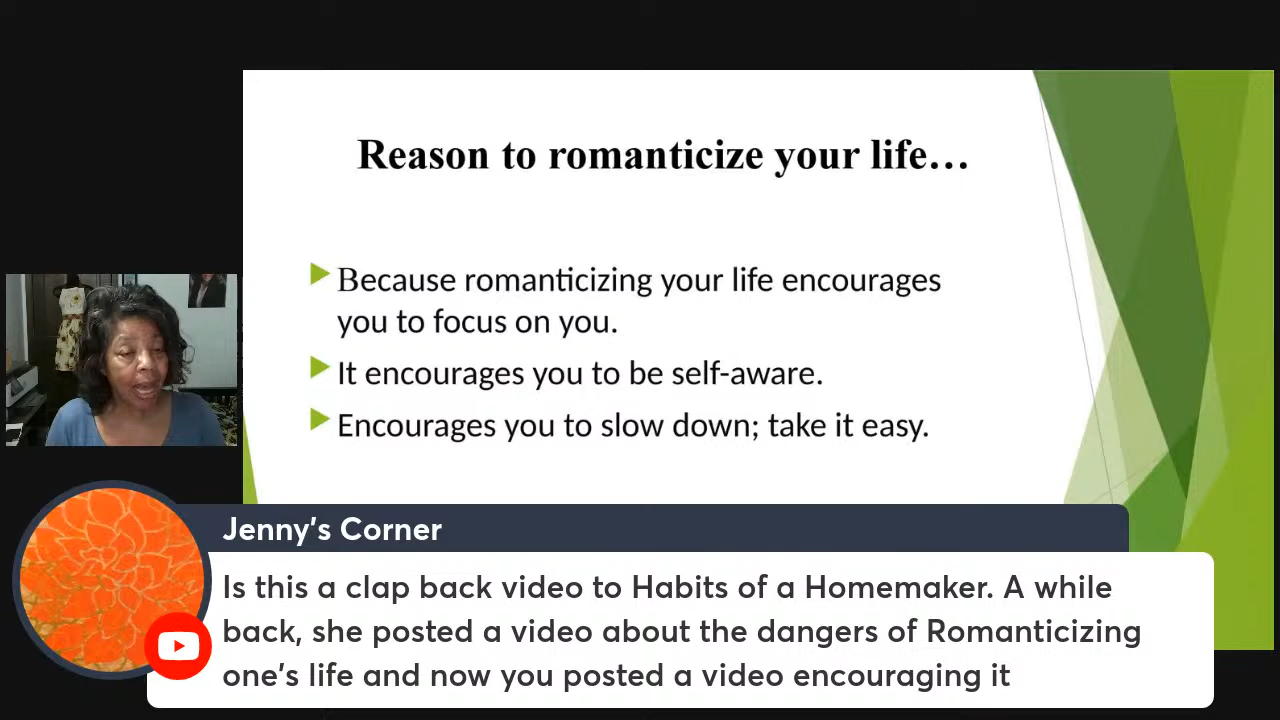 Reason to romanticize your life…
Because romanticizing your life encourages
you to focus on you.
It encourages you to be self-aware.
Encourages you to slow down; take it easy.
Jenny's Corner
Is this a clap back video to Habits of a Homemaker. A while
back, she posted a video about the dangers of Romanticizing
one's life and now you posted a video encouraging it